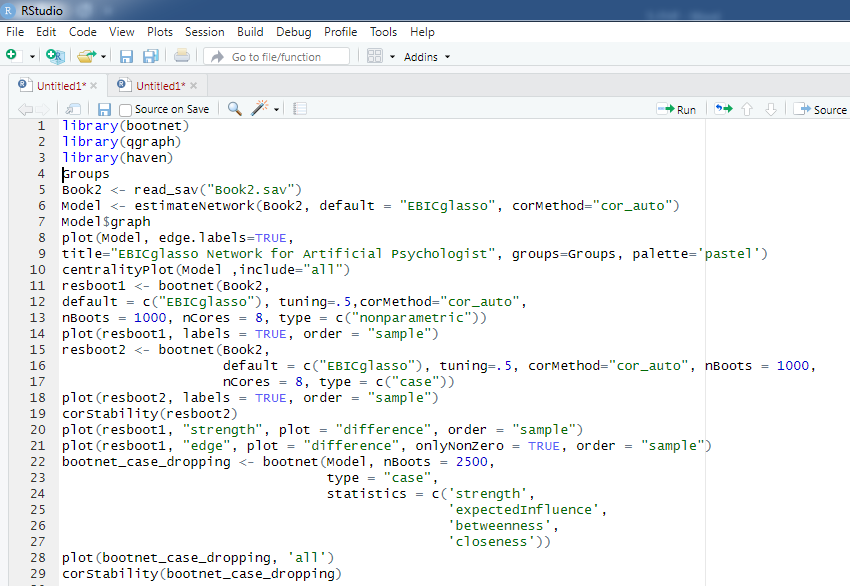 RStudio
File Edit Code View Plots Session Build Debug Profile Tools Help
Go to file/function Addins
Untitled1* Untitled1*
Source on Save Run Source
1 library(bootnet)
2 library(qgraph)
3 library(haven)
4 Groups
5 Book2 <- read_sav("Book2.sav")
6 Model <- estimateNetwork(Book2, default = "EBICglasso", corMethod="cor_auto")
7 Model$graph
8 plot(Model, edge.labels=TRUE,
9 title="EBICglasso Network for Artificial Psychologist", groups=Groups, palette='pastel')
10 centralityPlot(Model ,include="all")
11 resboot1 <- bootnet(Book2,
12 default = c("EBICglasso"), tuning=.5,corMethod="cor_auto",
13 nBoots = 1000, nCores = 8, type = c("nonparametric"))
14 plot(resboot1, labels = TRUE, order = "sample")
15 resboot2 <- bootnet(Book2,
16 default = c("EBICglasso"), tuning=.5, corMethod="cor_auto", nBoots = 1000,
17 nCores = 8, type = c("case"))
18 plot(resboot2, labels = TRUE, order = "sample")
19 corStability(resboot2)
20 plot(resboot1, "strength", plot = "difference", order = "sample")
21 plot(resboot1, "edge", plot = "difference", onlyNonZero = TRUE, order = "sample")
22 bootnet_case_dropping <- bootnet(Model, nBoots = 2500,
23 type = "case",
24 statistics = c('strength',
25 'expectedInfluence',
26 'betweenness',
27 'closeness'))
28 plot(bootnet_case_dropping, 'all')
29 corStability(bootnet_case_dropping)